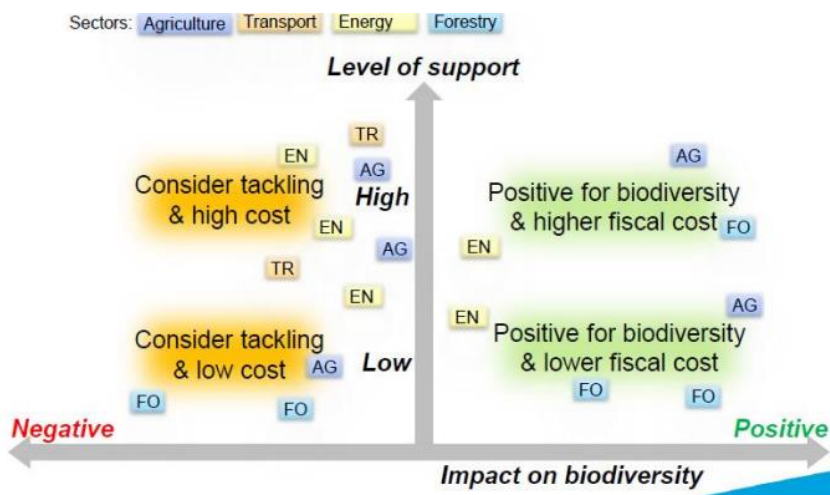 Sectors: Agriculture Transport Energy Forestry
Level of support
TR
EN
AG
AG
Consider tackling
& high cost
High
Positive for biodiversity
& higher fiscal cost
EN
FO
AG
EN
TR
EN
AG
EN
Consider tackling
& low cost
Low
AG
Positive for biodiversity
& lower fiscal cost
FO
FO
FO
FO
Negative
Positive
Impact on biodiversity